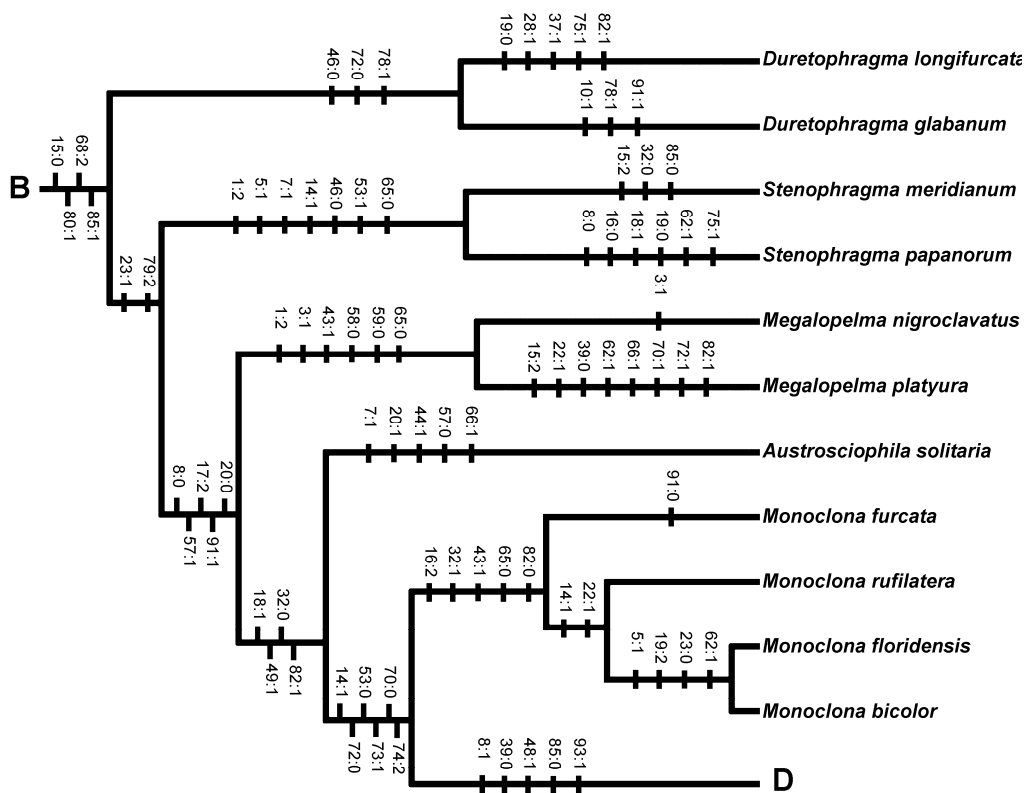 19:0 28:1 37:1 75:1 82:1
Duretophragma longifurcata
46:0 72:0 78:1
10:1 78:1 91:1
Duretophragma glabanum
15:0 68:2
B
80:1 85:1
15:2 32:0 85:0
Stenophragma meridianum
1:2 5:1 7:1 14:1 46:0 53:1 65:0
8:0 16:0 18:1 19:0 62:1 75:1
Stenophragma papanorum
23:1 79:2
3:1
Megalopelma nigroclavatus
1:2 3:1 43:1 58:0 59:0 65:0
15:2 22:1 39:0 62:1 66:1 70:1 72:1 82:1
Megalopelma platyura
7:1 20:1 44:1 57:0 66:1
Austrosciophila solitaria
8:0 17:2 20:0
57:1 91:1
91:0
Monoclona furcata
16:2 32:1 43:1 65:0 82:0
Monoclona rufilatera
14:1 22:1
18:1 32:0
49:1 82:1
5:1 19:2 23:0 62:1
Monoclona floridensis
Monoclona bicolor
14:1 53:0 70:0
72:0 73:1 74:2
8:1 39:0 48:1 85:0 93:1
D